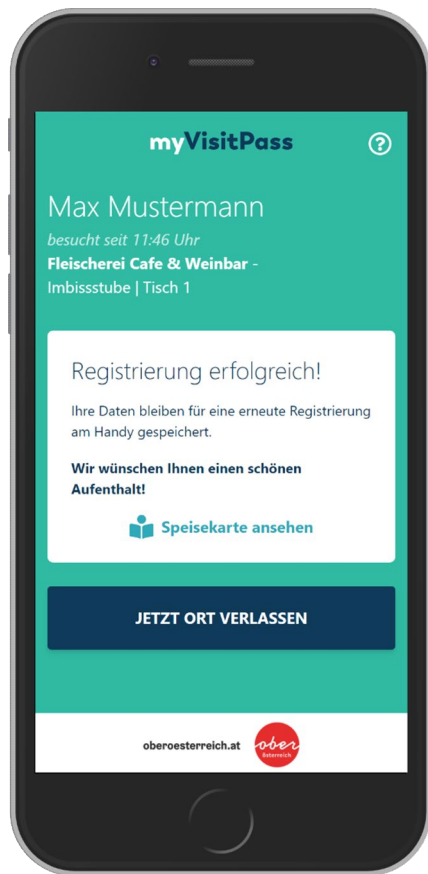 myVisitPass
Max Mustermann
besucht seit 11:46 Uhr
Fleischerei Cafe & Weinbar -
Imbissstube | Tisch 1
Registrierung erfolgreich!
Ihre Daten bleiben für eine erneute Registrierung
am Handy gespeichert.
Wir wünschen Ihnen einen schönen
Aufenthalt!
Speisekarte ansehen
JETZT ORT VERLASSEN
oberoesterreich.at
ober
österreich